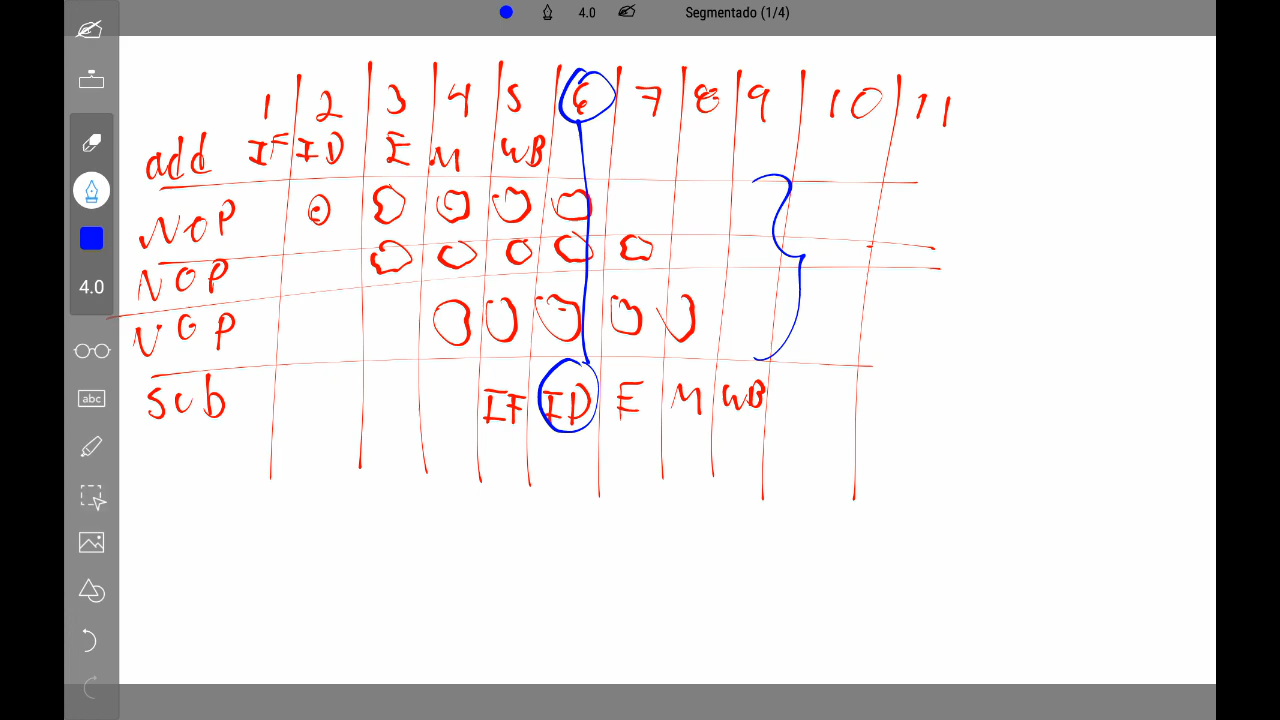 4.0 Segmentado (1/4)
1 2 3 4 5 6 7 8 9 10 11
add IF ID E M WB
NOP
NOP
4.0
NOP
abc
sub IF ID E M WB